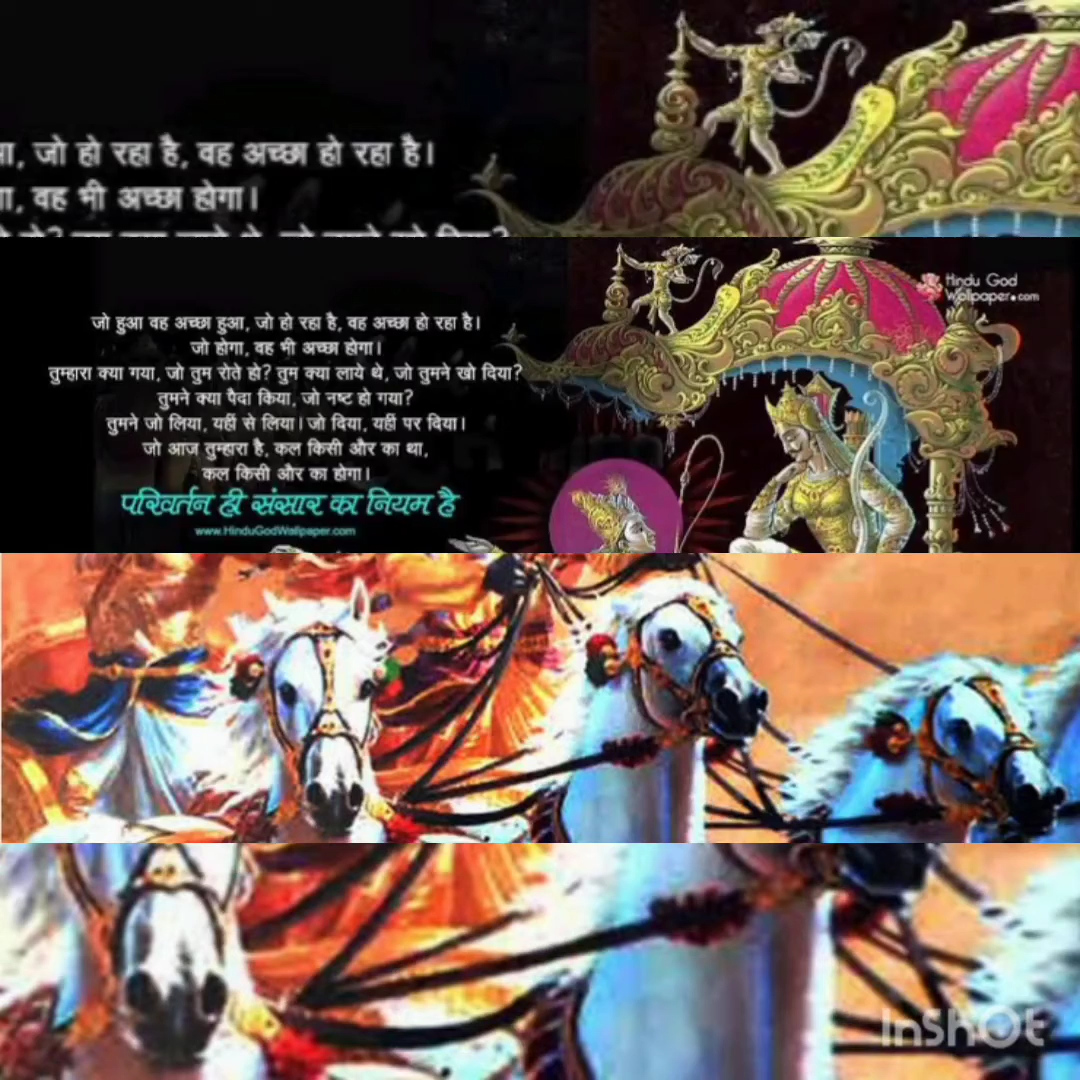 , जो हो रहा है, वह अच्छा हो रहा है।
, वह भी अच्छा होगा।
Hindu God
Wallpaper.com
जो हुआ वह अच्छा हुआ, जो हो रहा है, वह अच्छा हो रहा है।
जो होगा, वह भी अच्छा होगा।
तुम्हारा क्या गया, जो तुम रोते हो? तुम क्या लाये थे, जो तुमने खो दिया?
तुमने क्या पैदा किया, जो नष्ट हो गया?
तुमने जो लिया, यहीं से लिया। जो दिया, यहीं पर दिया।
जो आज तुम्हारा है, कल किसी और का था,
कल किसी और का होगा।
परिवर्तन ही संसार का नियम है
www.HinduGodWallpaper.com
InShOt